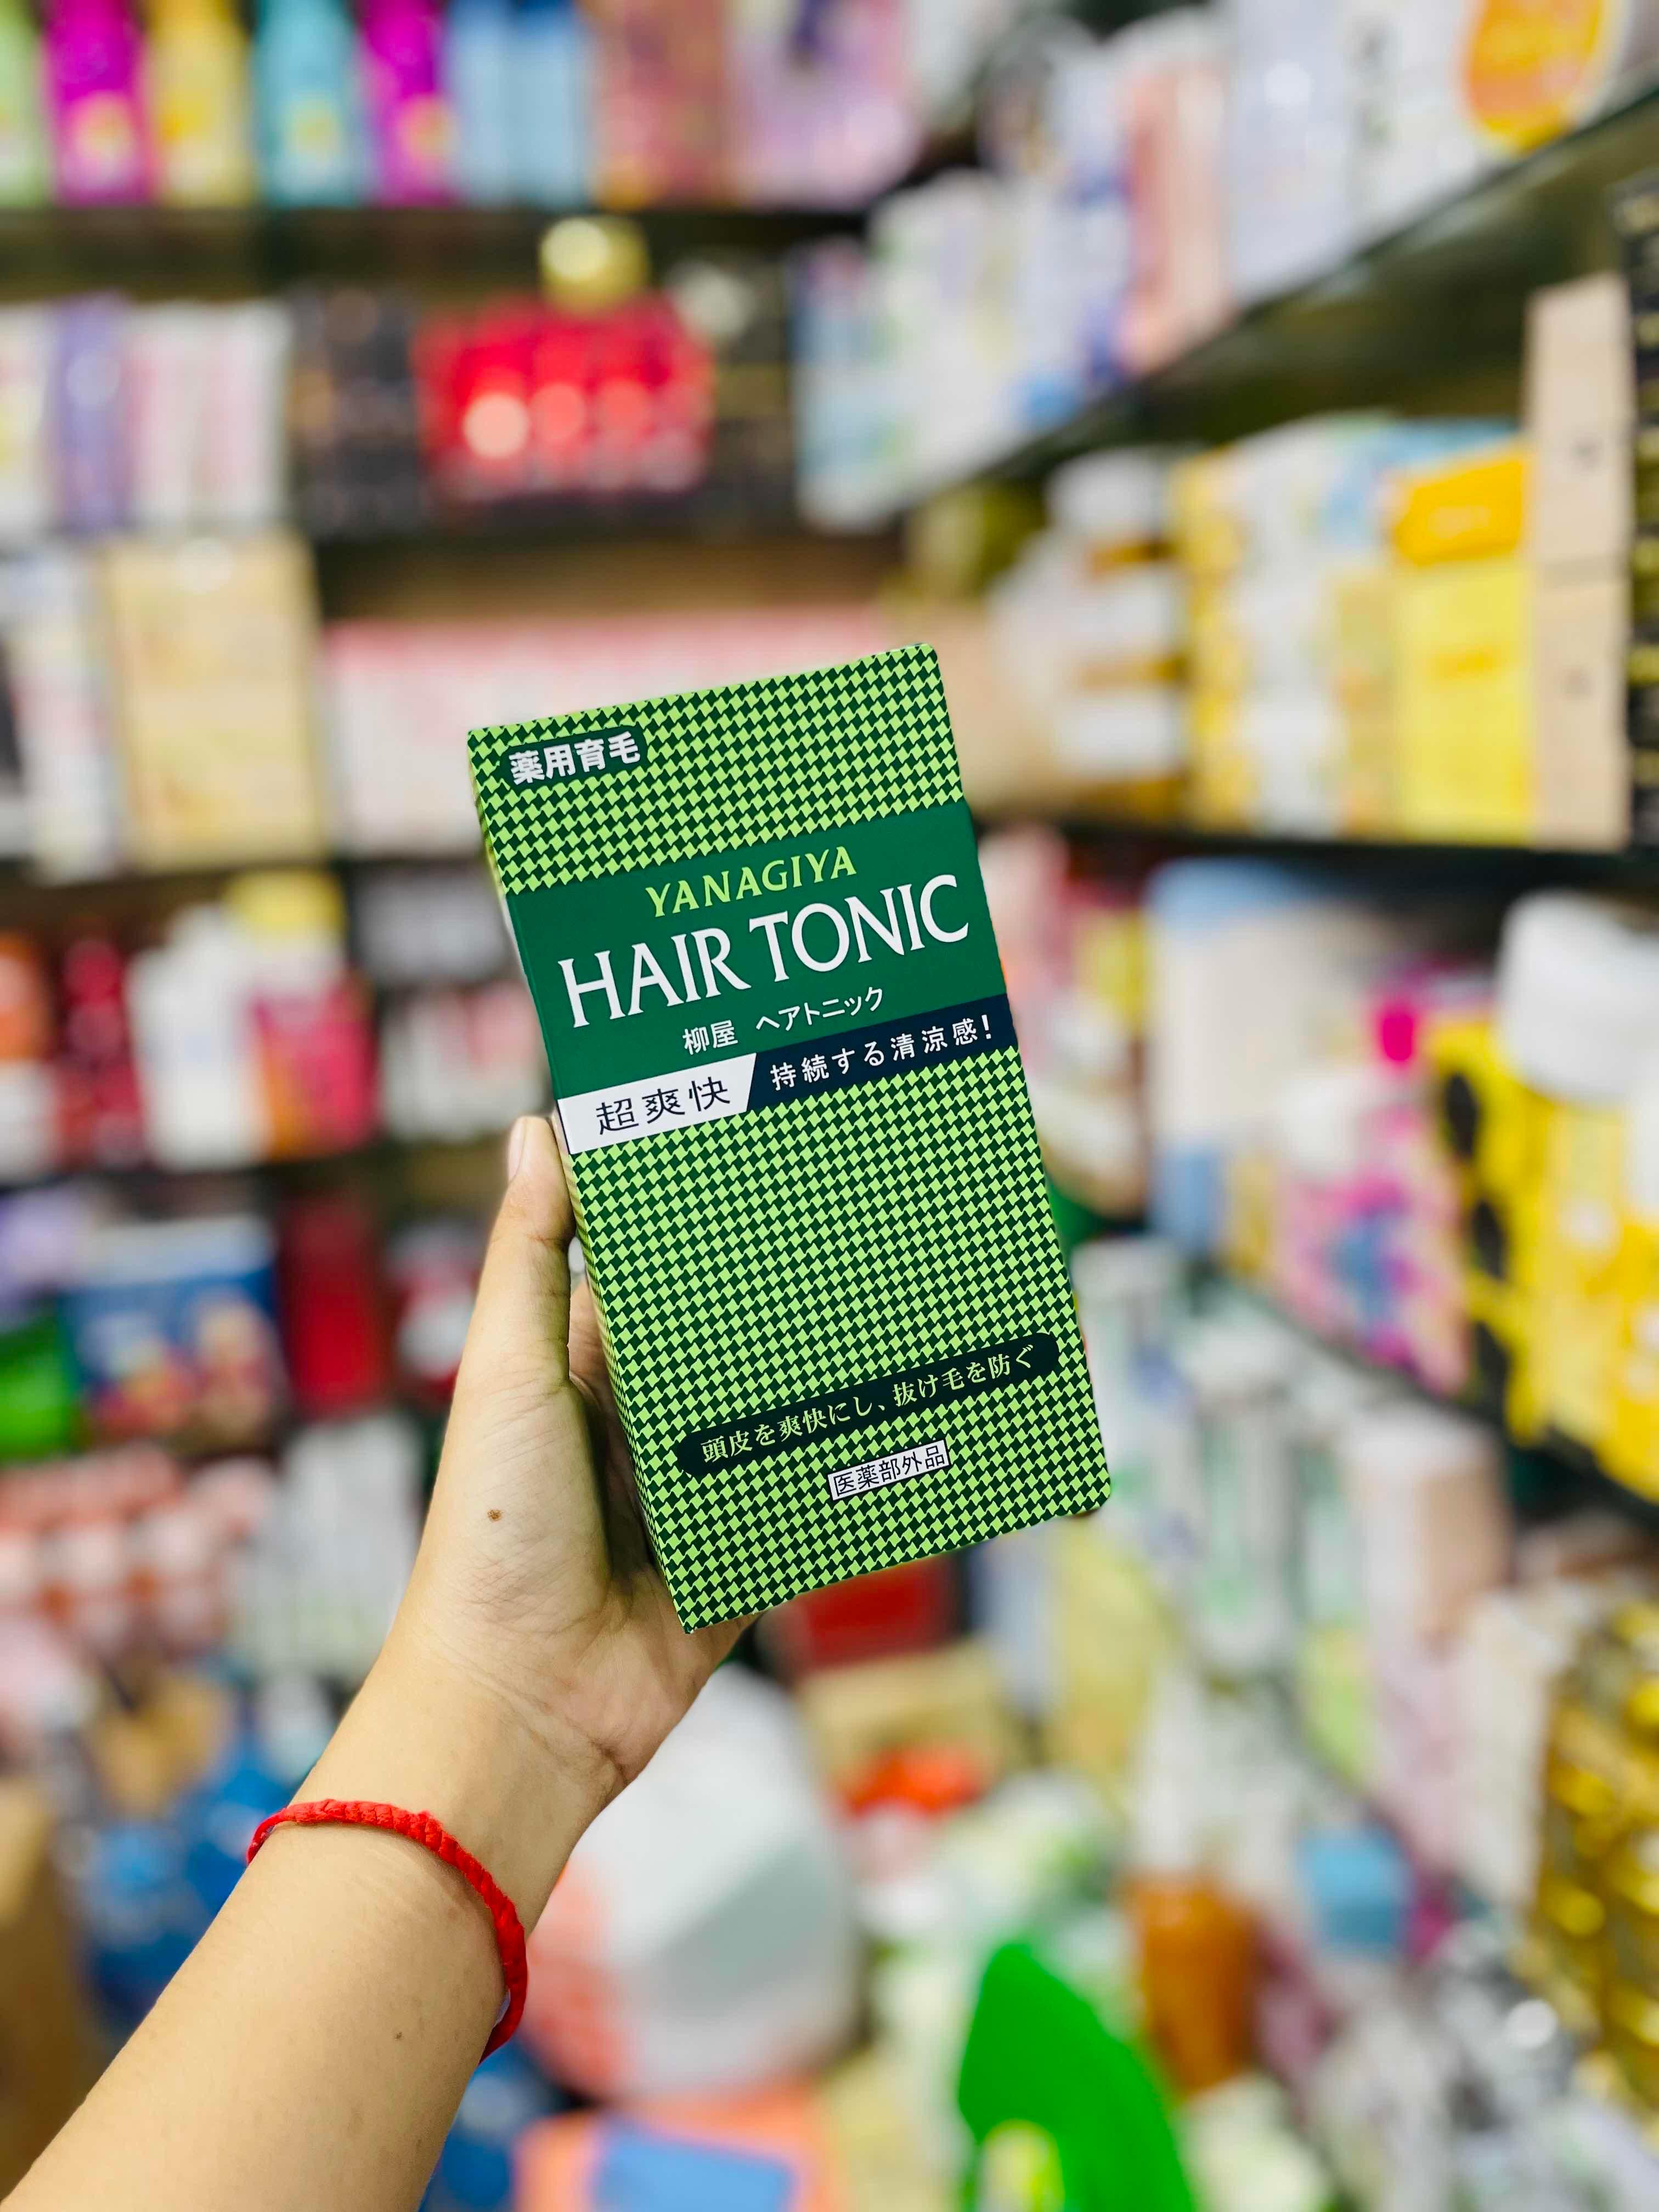 薬用育毛
YANAGIYA
HAIR TONIC
柳屋 ヘアトニック
超爽快 持続する清涼感!
頭皮を爽快にし、抜け毛を防ぐ
医薬部外品